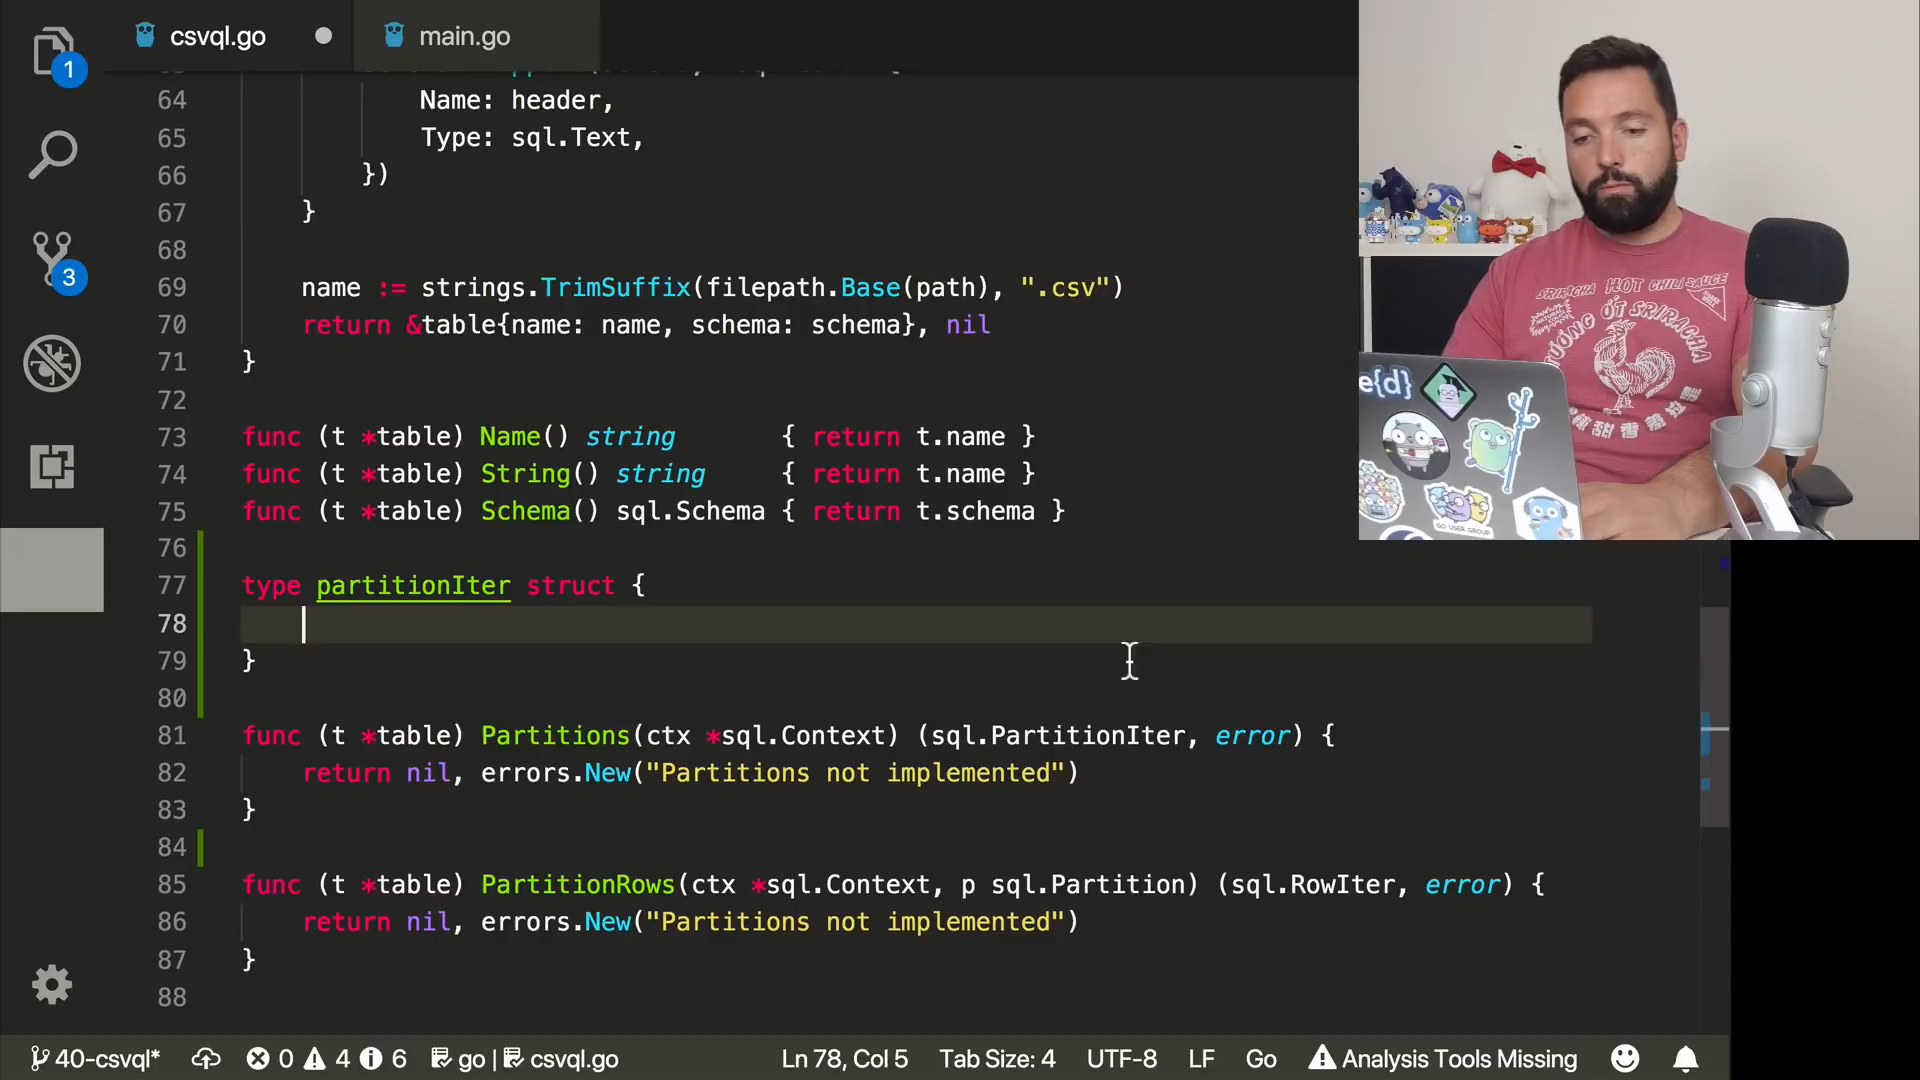 csvql.go
main.go
1
64 Name: header,
65 Type: sql.Text,
66 })
67 }
68
69 name := strings.TrimSuffix(filepath.Base(path), ".csv")
70 return &table{name: name, schema: schema}, nil
71 }
72
73 func (t *table) Name() string { return t.name }
74 func (t *table) String() string { return t.name }
75 func (t *table) Schema() sql.Schema { return t.schema }
76
77 type partitionIter struct {
78
79 }
80
81 func (t *table) Partitions(ctx *sql.Context) (sql.PartitionIter, error) {
82 return nil, errors.New("Partitions not implemented")
83 }
84
85 func (t *table) PartitionRows(ctx *sql.Context, p sql.Partition) (sql.RowIter, error) {
86 return nil, errors.New("Partitions not implemented")
87 }
88
3
SRIRACHA HOT CHILI SAUCE
TƯƠNG ỚT SRIRACHA
e{d}
GO USER GROUP
40-csvql* 0 4 6 go | csvql.go Ln 78, Col 5 Tab Size: 4 UTF-8 LF Go Analysis Tools Missing